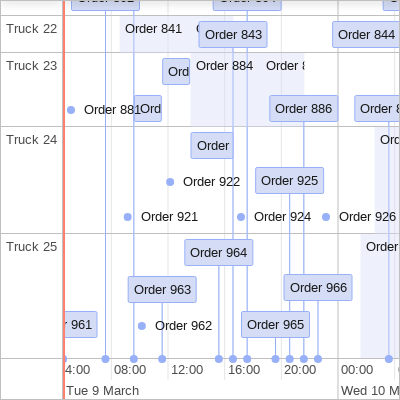 Truck 22
Order 841
Order 843
Order 844
Truck 23
Ord
Order 884
Order 8
Order 881
Ord
Order 886
Order 8
Truck 24
Order
Ord
Order 922
Order 925
Order 921
Order 924
Order 926
Truck 25
Order 964
Order
Order 963
Order 966
961
Order 962
Order 965
4:00 08:00 12:00 16:00 20:00 00:00
Tue 9 March Wed 10 M